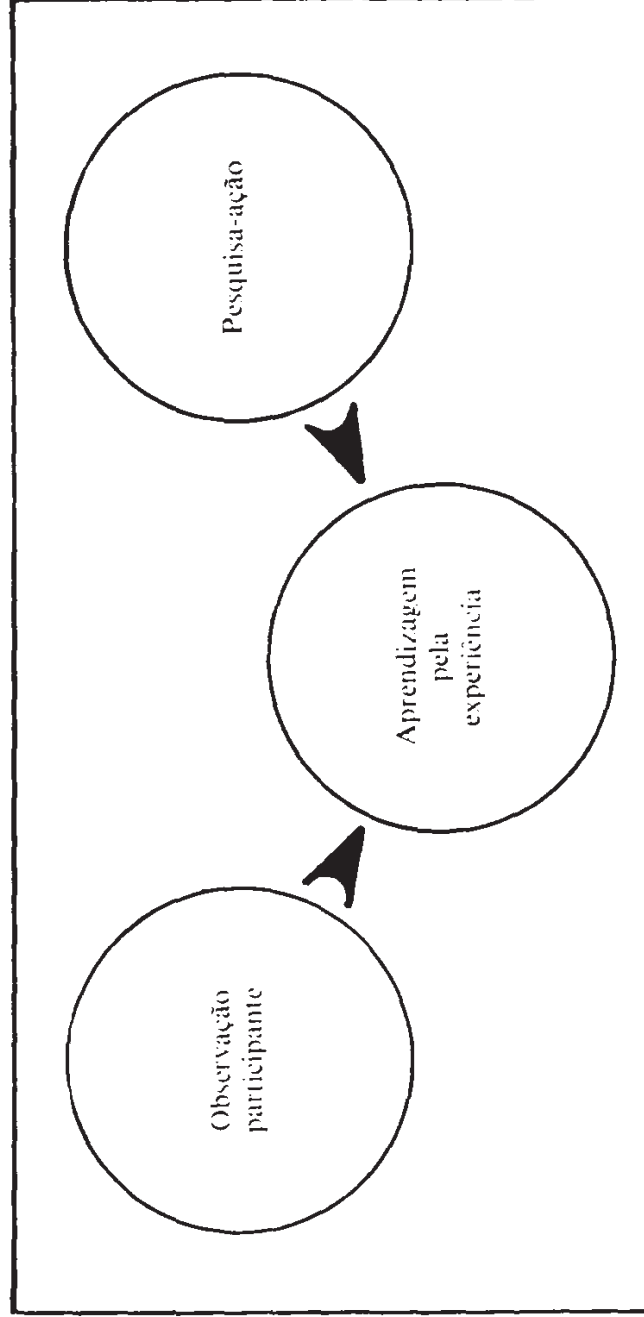 Observação
participante
Pesquisa-ação
Aprendizagem
pela
experiência